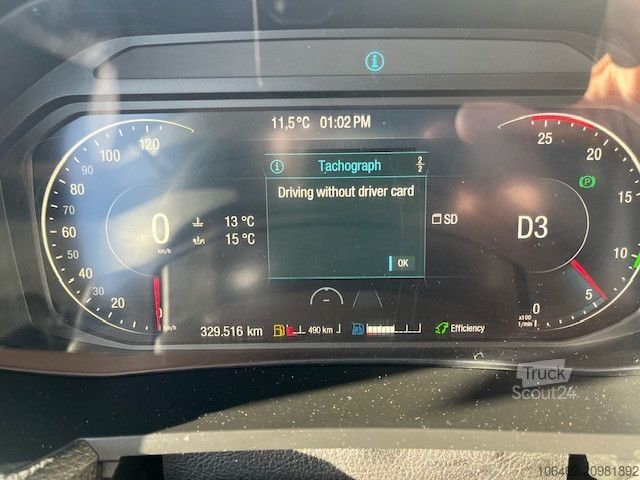 11,5°C 01:02 PM
Tachograph 2/2
Driving without driver card
OK
120
100
90
80
70
60
50
40
30
20
0
km/h
0
km/h
13 °C
15 °C
SD
D3
25
20
15
10
5
0
x100
1/min
P
329.516 km
490 km
Efficiency
Truck
Scout24